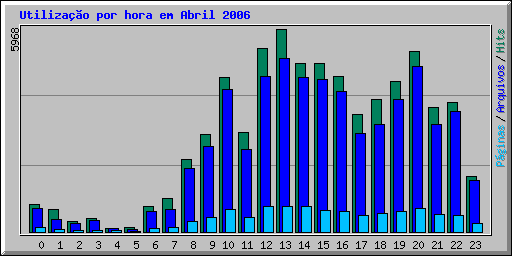 Utilização por hora em Abril 2006
5968
Páginas / Arquivos / Hits
0 1 2 3 4 5 6 7 8 9 10 11 12 13 14 15 16 17 18 19 20 21 22 23